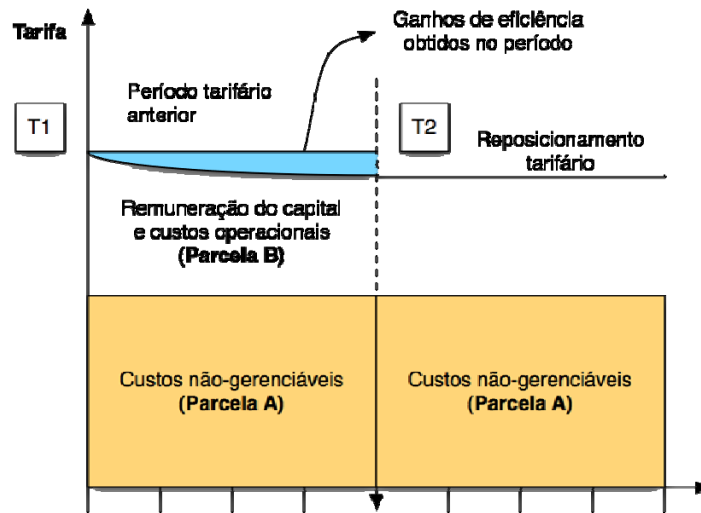 Tarifa
Ganhos de eficiência
obtidos no período
Período tarifário
anterior
T1
T2
Reposicionamento
tarifário
Remuneração do capital
e custos operacionais
(Parcela B)
Custos não-gerenciáveis
(Parcela A)
Custos não-gerenciáveis
(Parcela A)